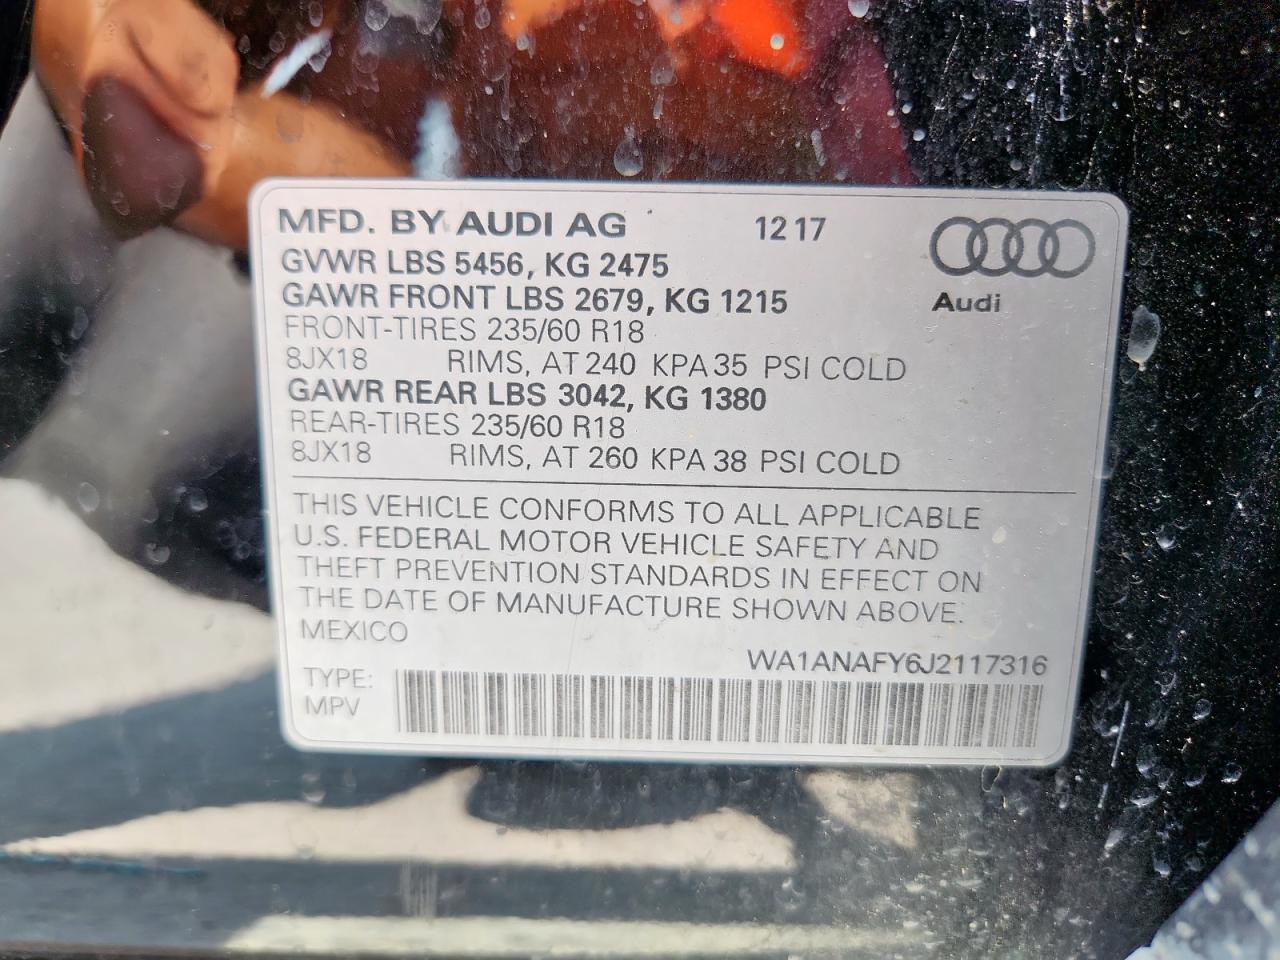 MFD. BY AUDI AG 12 17
GVWR LBS 5456, KG 2475
GAWR FRONT LBS 2679, KG 1215
Audi
FRONT-TIRES 235/60 R18
8JX18 RIMS, AT 240 KPA 35 PSI COLD
GAWR REAR LBS 3042, KG 1380
REAR-TIRES 235/60 R18
8JX18 RIMS, AT 260 KPA 38 PSI COLD
THIS VEHICLE CONFORMS TO ALL APPLICABLE
U.S. FEDERAL MOTOR VEHICLE SAFETY AND
THEFT PREVENTION STANDARDS IN EFFECT ON
THE DATE OF MANUFACTURE SHOWN ABOVE.
MEXICO
WA1ANAFY6J2117316
TYPE:
MPV